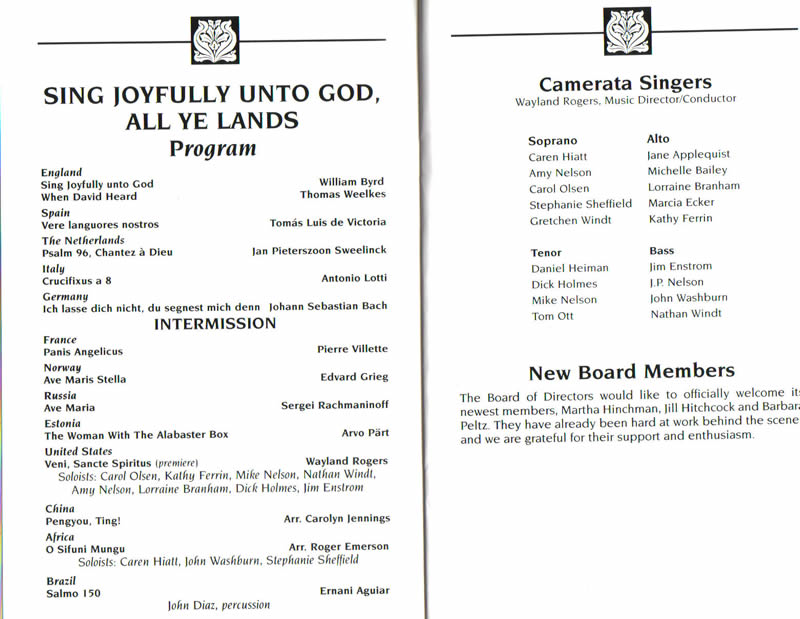 SING JOYFULLY UNTO GOD,
ALL YE LANDS
Program
England
Sing Joyfully unto God William Byrd
When David Heard Thomas Weelkes
Spain
Vere languores nostros Tomás Luis de Victoria
The Netherlands
Psalm 96, Chantez à Dieu Jan Pieterszoon Sweelinck
Italy
Crucifixus a 8 Antonio Lotti
Germany
Ich lasse dich nicht, du segnest mich denn Johann Sebastian Bach
INTERMISSION
France
Panis Angelicus Pierre Villette
Norway
Ave Maris Stella Edvard Grieg
Russia
Ave Maria Sergei Rachmaninoff
Estonia
The Woman With The Alabaster Box Arvo Pärt
United States
Veni, Sancte Spiritus (premiere) Wayland Rogers
Soloists: Carol Olsen, Kathy Ferrin, Mike Nelson, Nathan Windt,
Amy Nelson, Lorraine Branham, Dick Holmes, Jim Enstrom
China
Pengyou, Ting! Arr. Carolyn Jennings
Africa
O Sifuni Mungu Arr. Roger Emerson
Soloists: Caren Hiatt, John Washburn, Stephanie Sheffield
Brazil
Salmo 150 Ernani Aguiar
John Diaz, percussion
Camerata Singers
Wayland Rogers, Music Director/Conductor
Soprano
Caren Hiatt
Amy Nelson
Carol Olsen
Stephanie Sheffield
Gretchen Windt
Alto
Jane Applequist
Michelle Bailey
Lorraine Branham
Marcia Ecker
Kathy Ferrin
Tenor
Daniel Heiman
Dick Holmes
Mike Nelson
Tom Ott
Bass
Jim Enstrom
J.P. Nelson
John Washburn
Nathan Windt
New Board Members
The Board of Directors would like to officially welcome its
newest members, Martha Hinchman, Jill Hitchcock and Barbara
Peltz. They have already been hard at work behind the scene
and we are grateful for their support and enthusiasm.